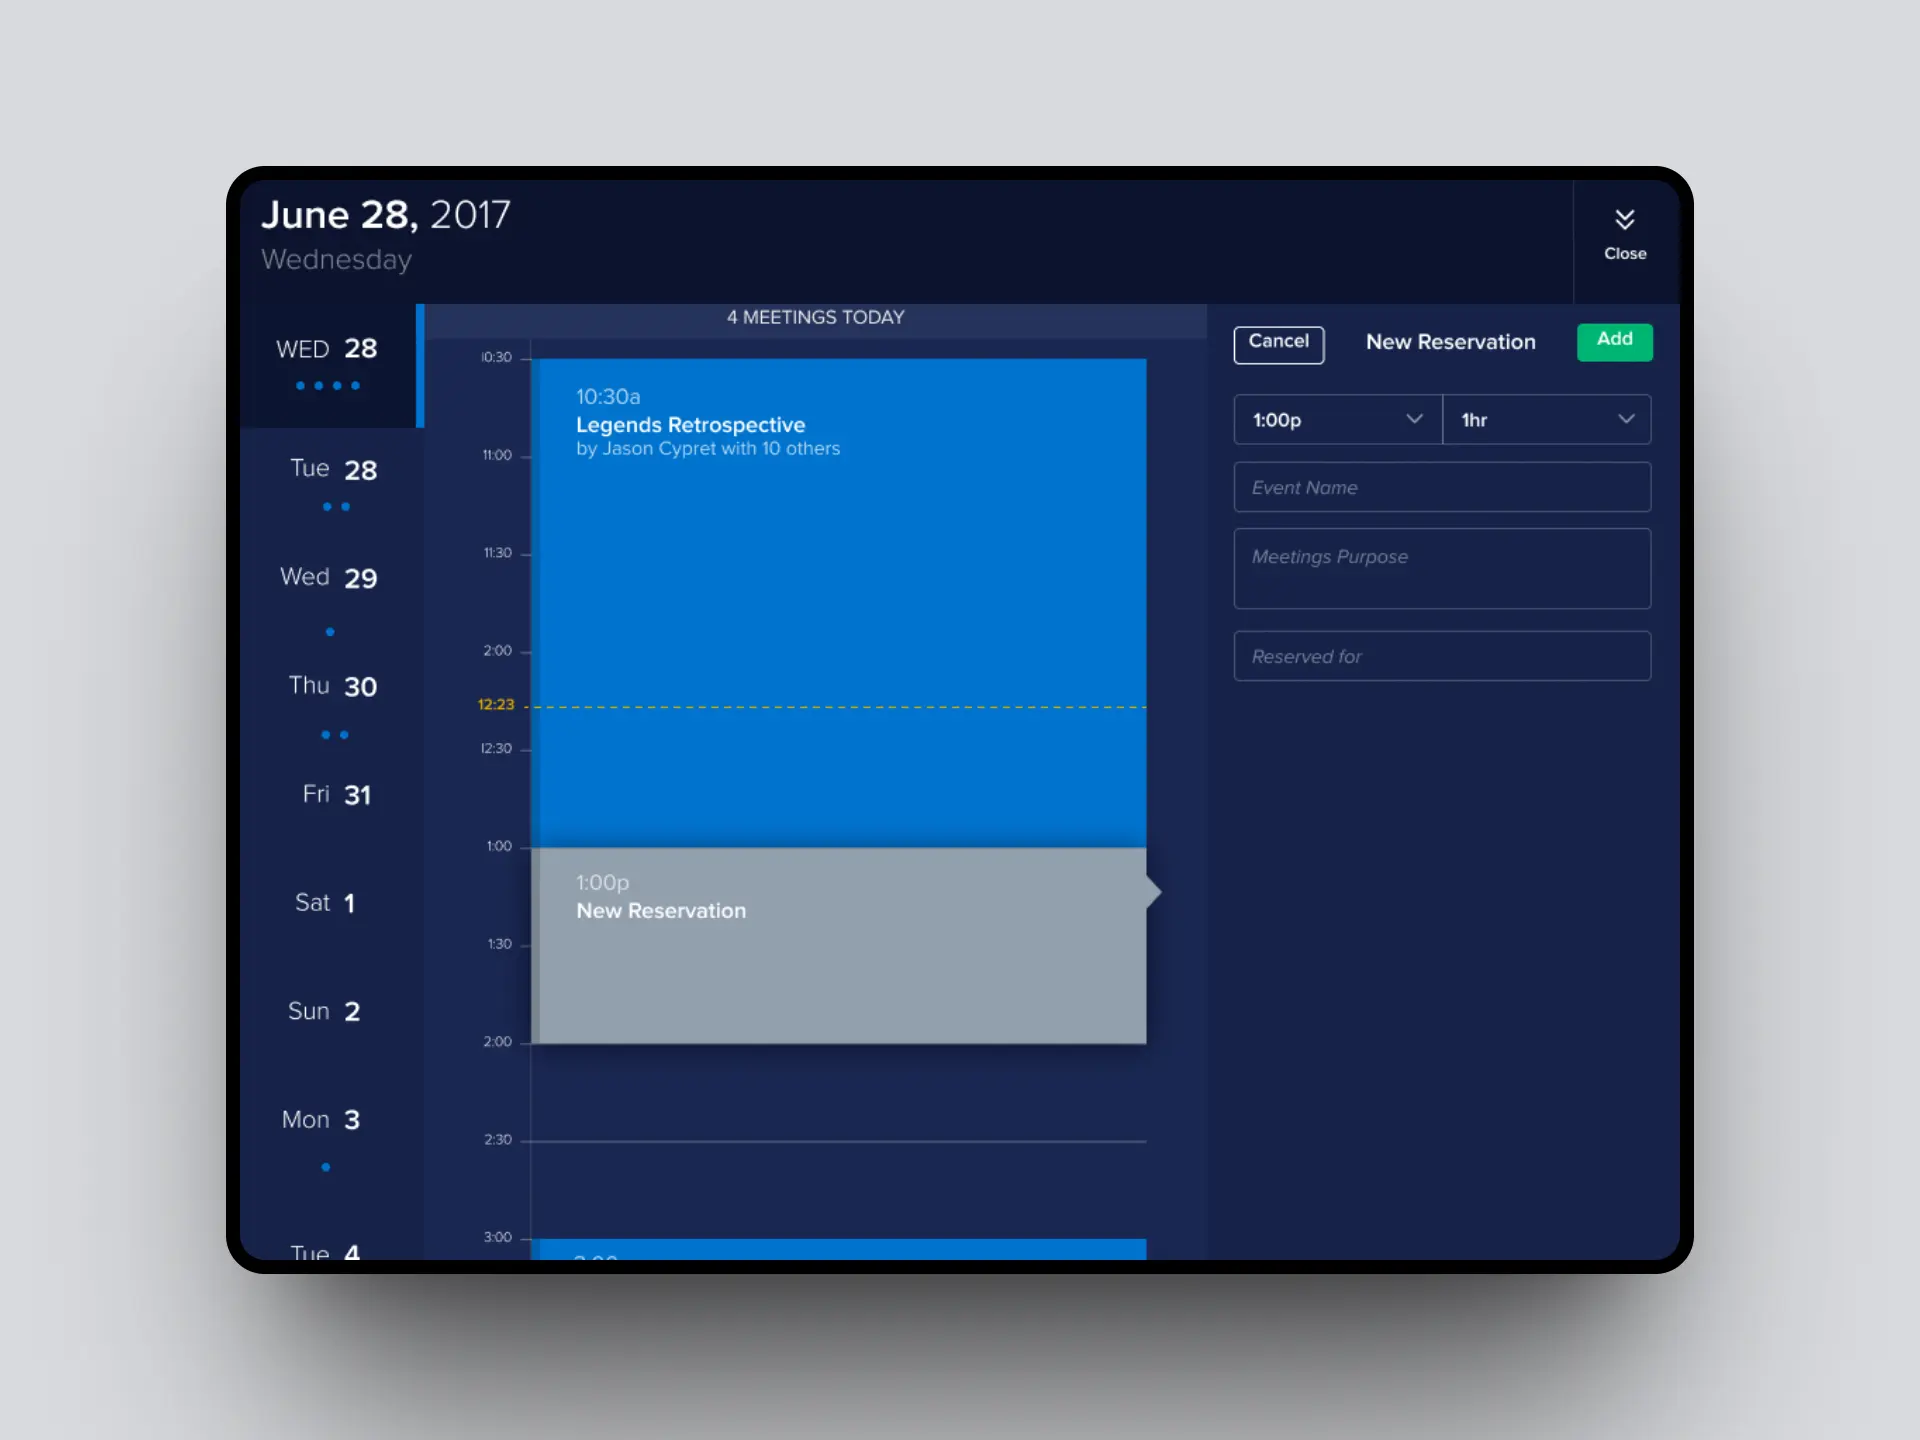 June 28, 2017
Wednesday
Close
WED 28
Tue 28
Wed 29
Thu 30
Fri 31
Sat 1
Sun 2
Mon 3
Tue 4
4 MEETINGS TODAY
10:30
11:00
11:30
2:00
12:23
12:30
1:00
1:30
2:00
2:30
3:00
10:30a
Legends Retrospective
by Jason Cypret with 10 others
1:00p
New Reservation
Cancel
New Reservation
Add
1:00p
1hr
Event Name
Meetings Purpose
Reserved for